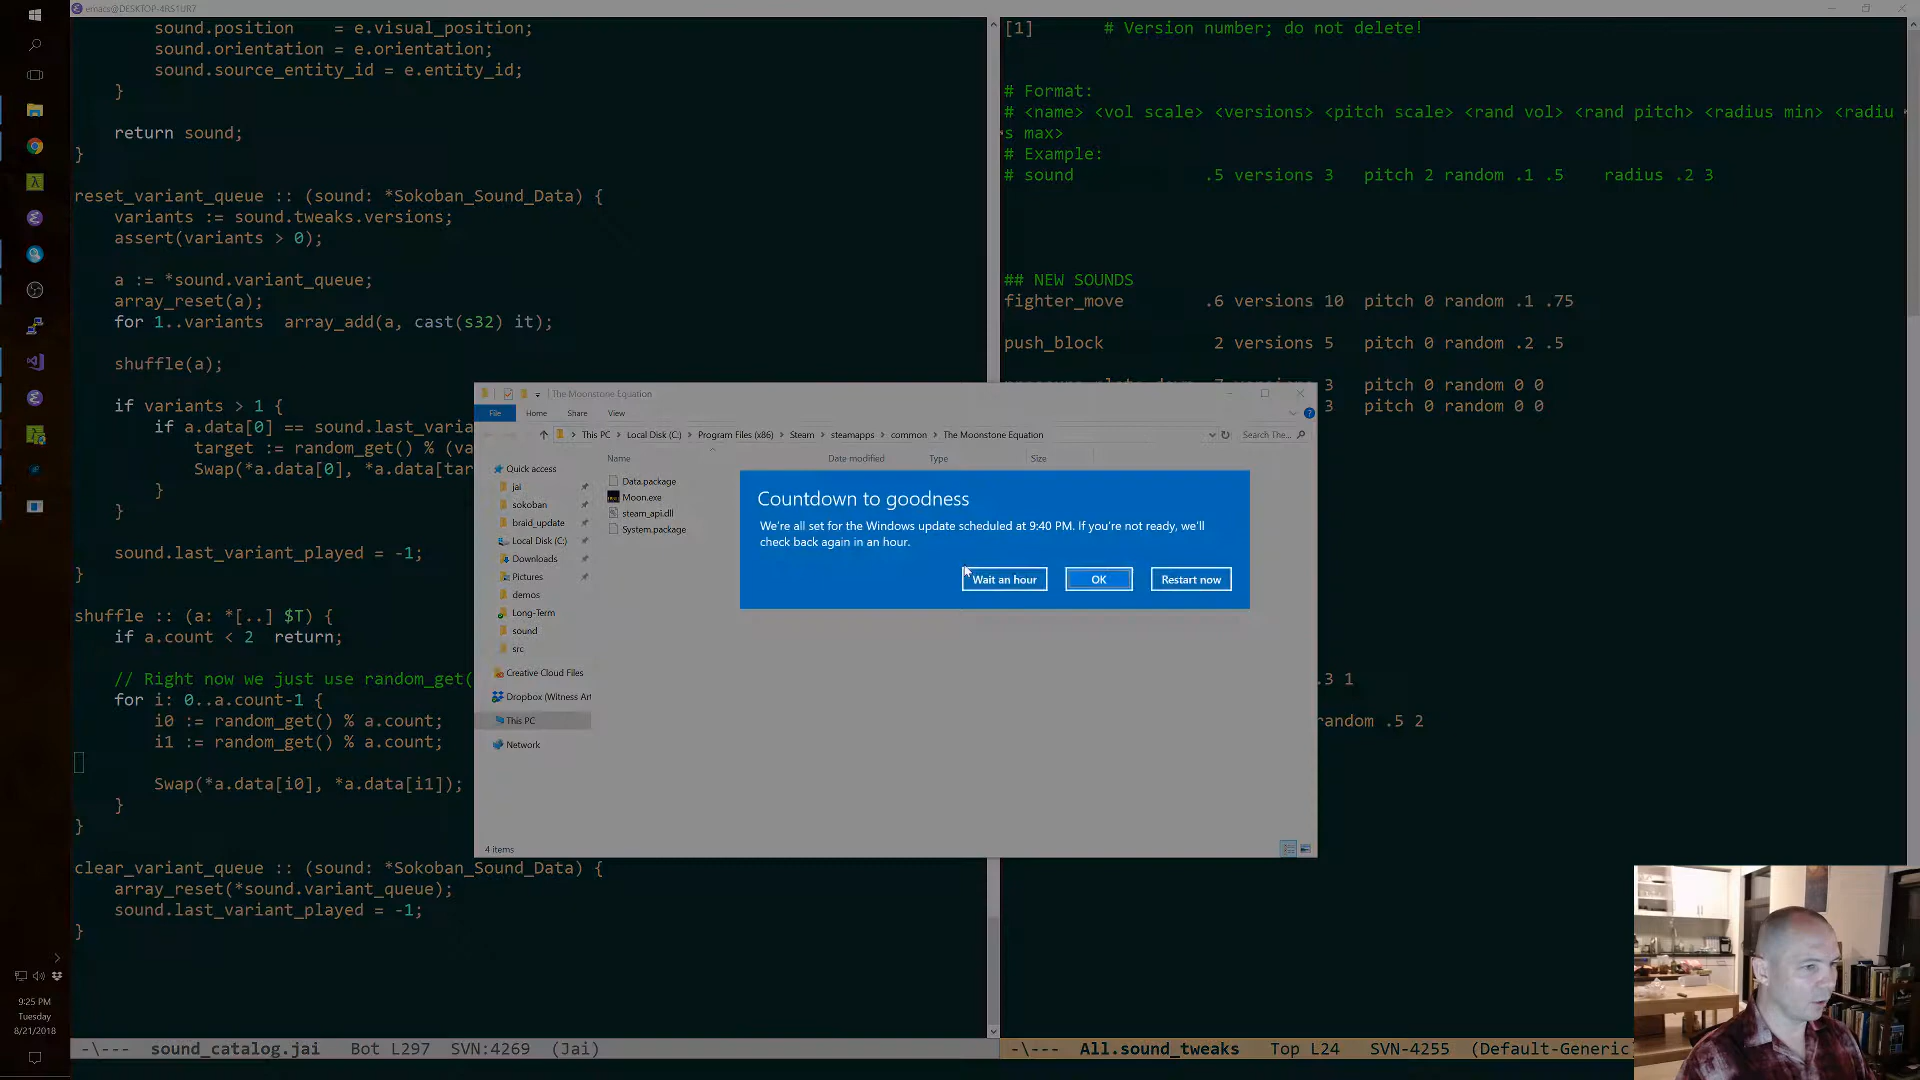 emacs@DESKTOP-4RS1UR7
sound.position    = e.visual_position;
sound.orientation = e.orientation;
sound.source_entity_id = e.entity_id;
}
return sound;
}
reset_variant_queue :: (sound: *Sokoban_Sound_Data) {
variants := sound.tweaks.versions;
assert(variants > 0);
a := *sound.variant_queue;
array_reset(a);
for 1..variants  array_add(a, cast(s32) it);
shuffle(a);
if variants > 1 {
if a.data[0] == sound.last_varia
target := random_get() % (va
Swap(*a.data[0], *a.data[tar
}
}
sound.last_variant_played = -1;
}
shuffle :: (a: *[..] $T) {
if a.count < 2  return;
// Right now we just use random_get(
for i: 0..a.count-1 {
i0 := random_get() % a.count;
i1 := random_get() % a.count;
Swap(*a.data[i0], *a.data[i1]);
}
}
clear_variant_queue :: (sound: *Sokoban_Sound_Data) {
array_reset(*sound.variant_queue);
sound.last_variant_played = -1;
}
-\---  sound_catalog.jai   Bot L297  SVN:4269  (Jai)
[1]       # Version number; do not delete!
# Format:
# <name> <vol scale> <versions> <pitch scale> <rand vol> <rand pitch> <radius min> <radiu
s max>
# Example:
# sound             .5 versions 3   pitch 2 random .1 .5    radius .2 3
## NEW SOUNDS
fighter_move        .6 versions 10  pitch 0 random .1 .75
push_block           2 versions 5   pitch 0 random .2 .5
3   pitch 0 random 0 0
3   pitch 0 random 0 0
.3 1
random .5 2
-\---  All.sound_tweaks   Top L24   SVN-4255  (Default-Generic
The Moonstone Equation
File
Home
Share
View
This PC
Local Disk (C:)
Program Files (x86)
Steam
steamapps
common
The Moonstone Equation
Search The...
Name
Date modified
Type
Size
Quick access
jai
sokoban
braid_update
Local Disk (C:)
Downloads
Pictures
demos
Long-Term
sound
src
Creative Cloud Files
Dropbox (Witness Art
This PC
Network
Data.package
Moon.exe
steam_api.dll
System.package
4 items
Countdown to goodness
We're all set for the Windows update scheduled at 9:40 PM. If you're not ready, we'll
check back again in an hour.
Wait an hour
OK
Restart now
9:25 PM
Tuesday
8/21/2018